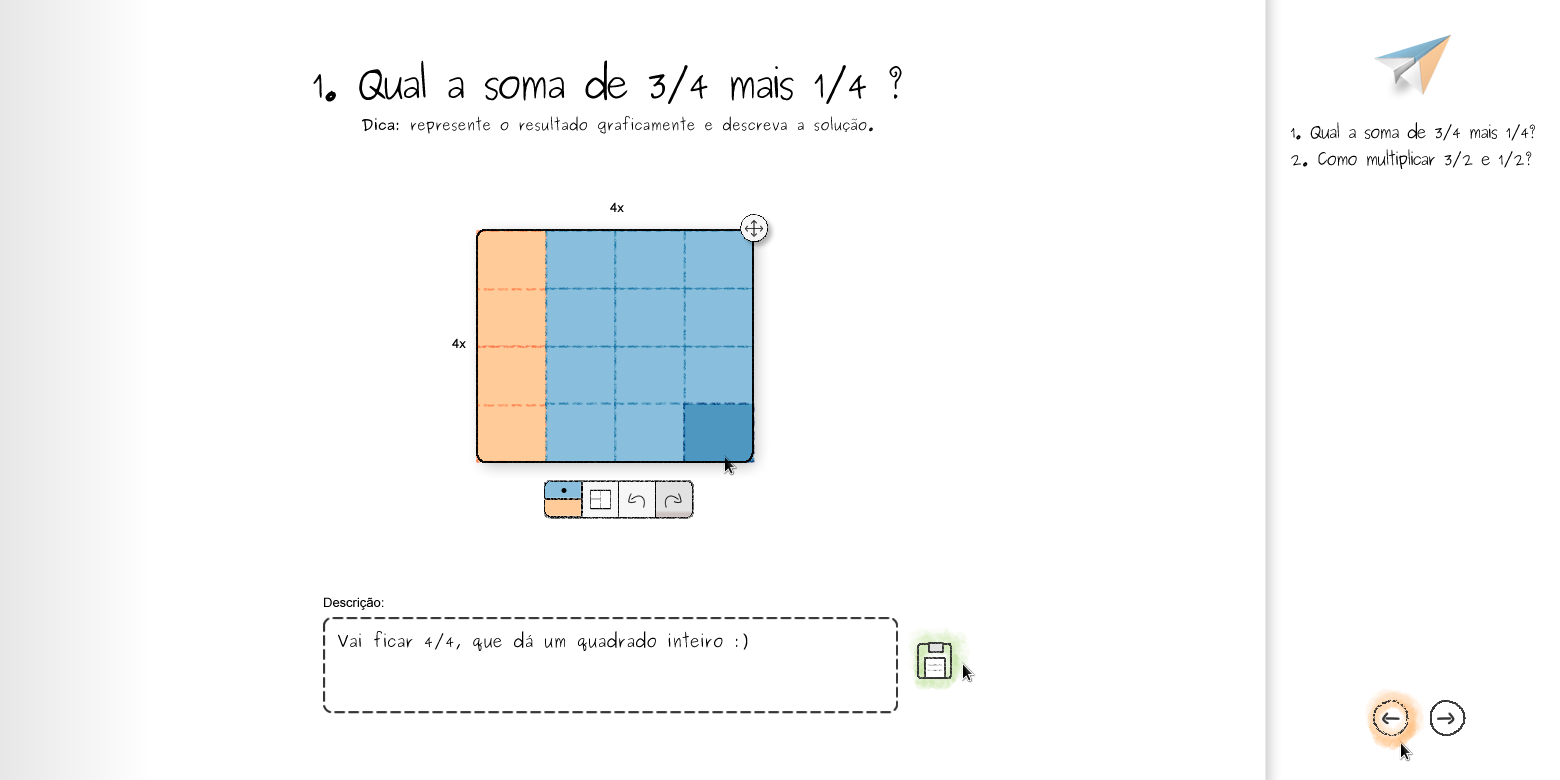 1. Qual a soma de 3/4 mais 1/4 ?
Dica: represente o resultado graficamente e descreva a solução.
4x
4x
Descrição:
Vai ficar 4/4, que dá um quadrado inteiro :)
1. Qual a soma de 3/4 mais 1/4?
2. Como multiplicar 3/2 e 1/2?